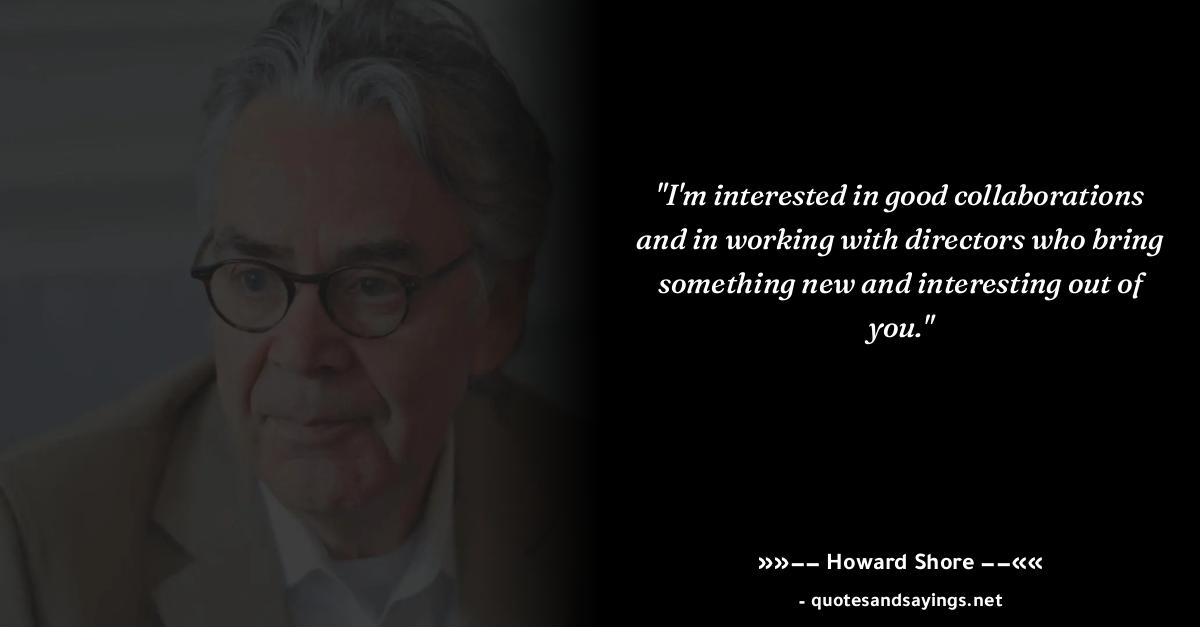 "I'm interested in good collaborations
and in working with directors who bring
something new and interesting out of
you."
»»−− Howard Shore −−««
- quotesandsayings.net